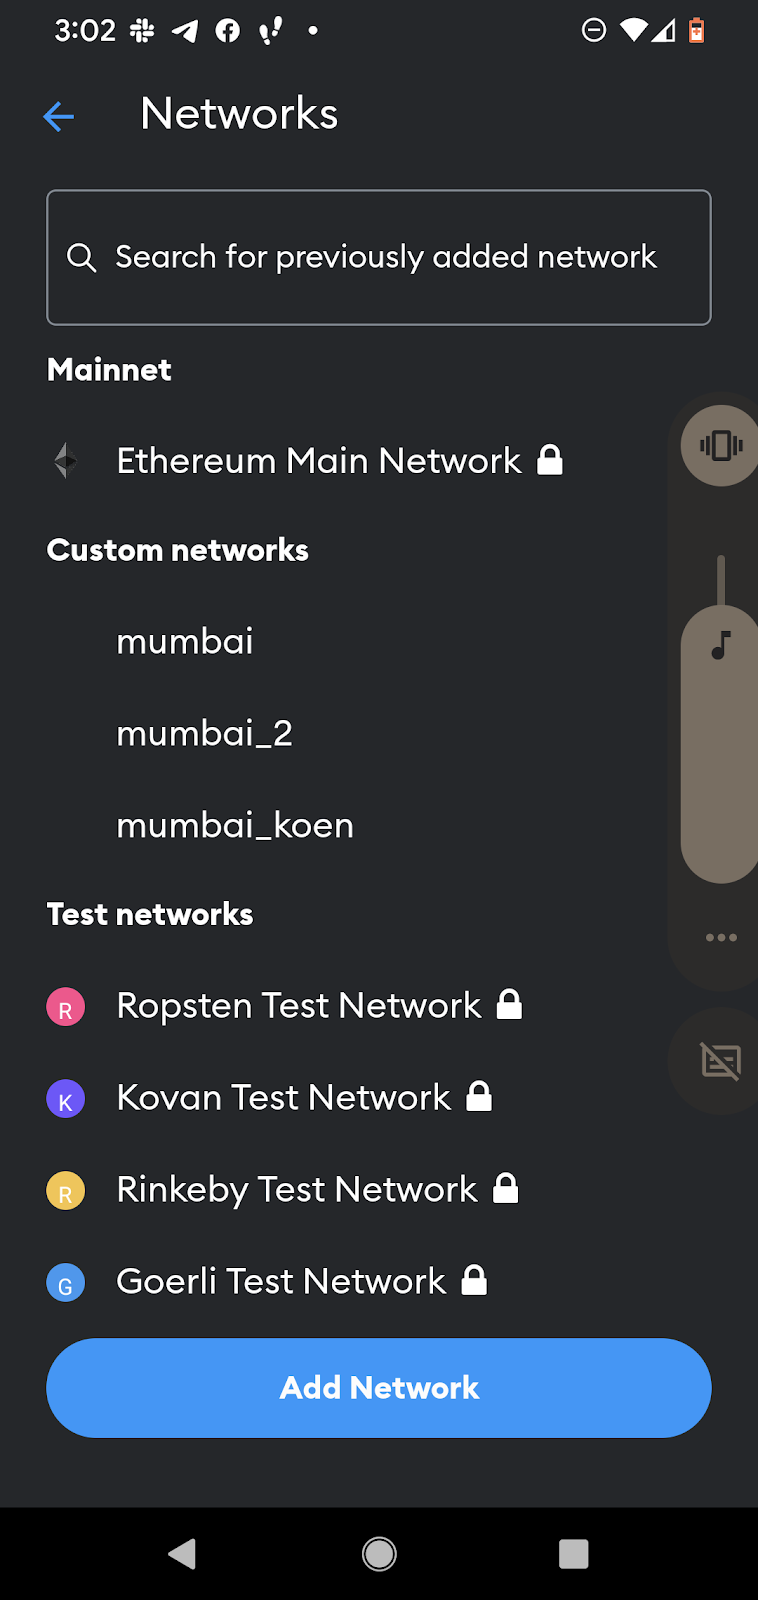 3:02
Networks
Search for previously added network
Mainnet
Ethereum Main Network
Custom networks
mumbai
mumbai_2
mumbai_koen
Test networks
R Ropsten Test Network
K Kovan Test Network
R Rinkeby Test Network
G Goerli Test Network
Add Network